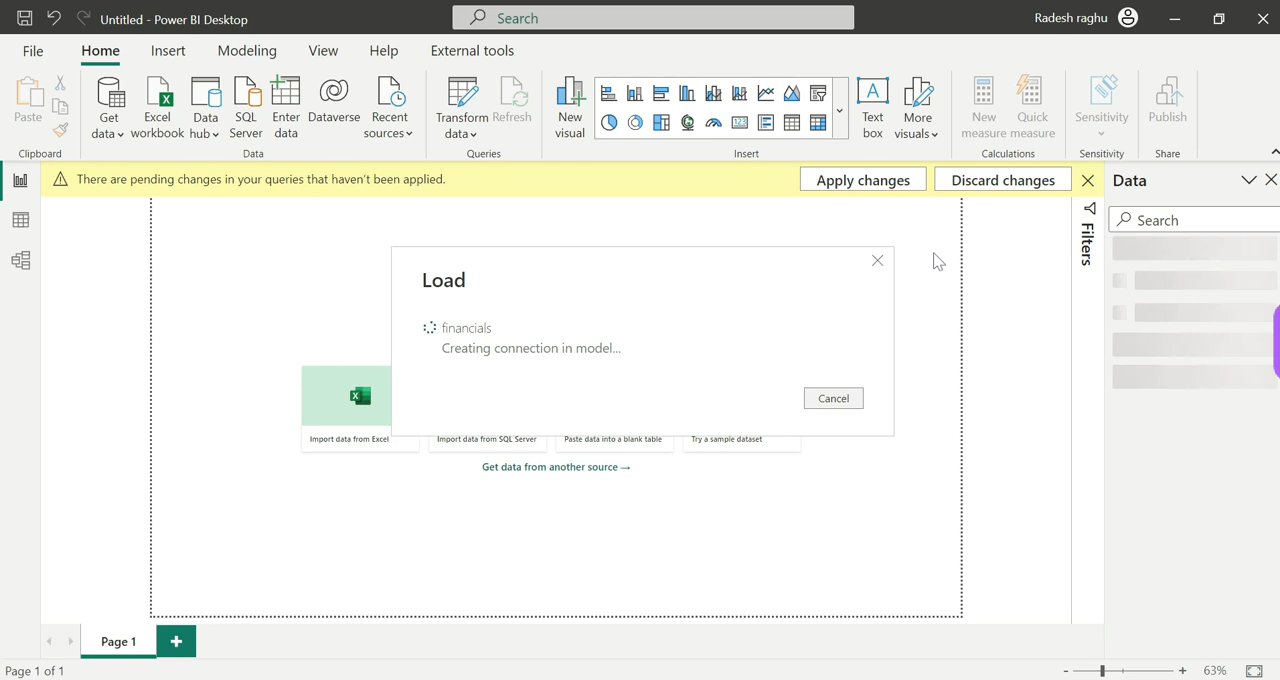 Untitled - Power BI Desktop
Search
Radesh raghu
File
Home
Insert
Modeling
View
Help
External tools
Paste
Get data
Excel workbook
Data hub
SQL Server
Enter data
Dataverse
Recent sources
Transform data
Refresh
New visual
Text box
More visuals
New measure
Quick measure
Sensitivity
Publish
Clipboard
Data
Queries
Insert
Calculations
Sensitivity
Share
There are pending changes in your queries that haven't been applied.
Apply changes
Discard changes
Data
Search
Filters
Load
financials
Creating connection in model...
Cancel
Import data from Excel
Import data from SQL Server
Paste data into a blank table
Try a sample dataset
Get data from another source →
Page 1
Page 1 of 1
- +
63%